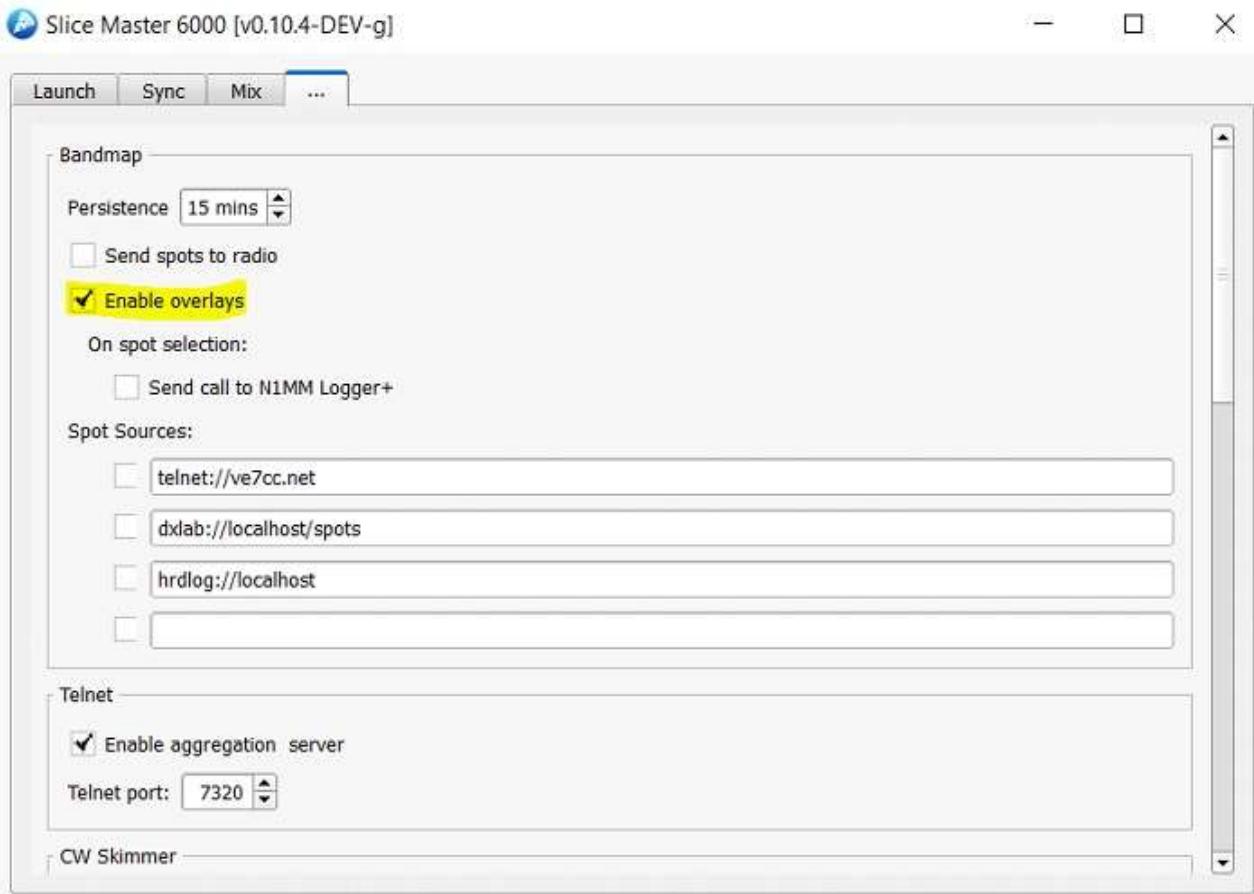 Slice Master 6000 [v0.10.4-DEV-g]
Launch Sync Mix ...
Bandmap
Persistence 15 mins
Send spots to radio
Enable overlays
On spot selection:
Send call to N1MM Logger+
Spot Sources:
telnet://ve7cc.net
dxlab://localhost/spots
hrdlog://localhost
Telnet
Enable aggregation server
Telnet port: 7320
CW Skimmer